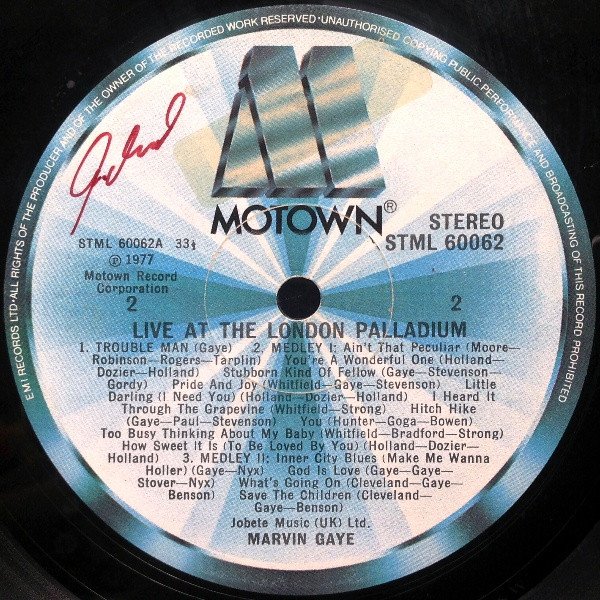 EMI RECORDS LTD•ALL RIGHTS OF THE PRODUCER AND OF THE OWNER OF THE RECORDED WORK RESERVED•UNAUTHORISED COPYING PUBLIC PERFORMANCE AND BROADCASTING OF THIS RECORD PROHIBITED
MOTOWN®
STEREO
STML 60062
STML 60062A 33⅓
℗ 1977
Motown Record
Corporation
2
2
LIVE AT THE LONDON PALLADIUM
1. TROUBLE MAN (Gaye) 2. MEDLEY I; Ain't That Peculiar (Moore—
Robinson—Rogers—Tarplin) You're A Wonderful One (Holland—
Dozier—Holland) Stubborn Kind Of Fellow (Gaye—Stevenson—
Gordy) Pride And Joy (Whitfield—Gaye—Stevenson) Little
Darling (I Need You) (Holland—Dozier—Holland) I Heard It
Through The Grapevine (Whitfield—Strong) Hitch Hike
(Gaye—Paul—Stevenson) You (Hunter—Goga—Bowen)
Too Busy Thinking About My Baby (Whitfield—Bradford—Strong)
How Sweet It Is (To Be Loved By You) (Holland—Dozier—
Holland) 3. MEDLEY II; Inner City Blues (Make Me Wanna
Holler) (Gaye—Nyx) God Is Love (Gaye—Gaye—
Stover—Nyx) What's Going On (Cleveland—Gaye—
Benson) Save The Children (Cleveland—
Gaye—Benson)
Jobete Music (UK) Ltd.
MARVIN GAYE